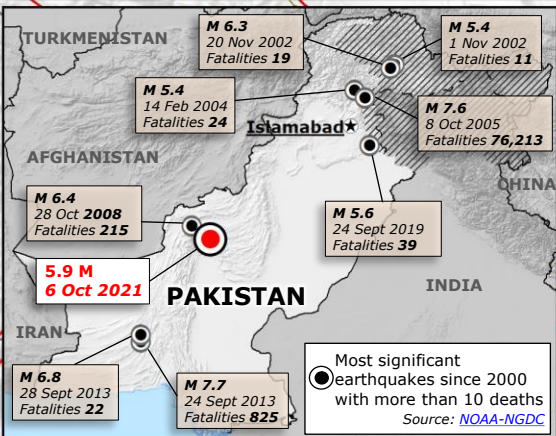 TURKMENISTAN
M 6.3
20 Nov 2002
Fatalities 19
M 5.4
1 Nov 2002
Fatalities 11
M 5.4
14 Feb 2004
Fatalities 24
Islamabad
M 7.6
8 Oct 2005
Fatalities 76,213
AFGHANISTAN
CHINA
M 6.4
28 Oct 2008
Fatalities 215
M 5.6
24 Sept 2019
Fatalities 39
5.9 M
6 Oct 2021
PAKISTAN
INDIA
IRAN
M 6.8
28 Sept 2013
Fatalities 22
M 7.7
24 Sept 2013
Fatalities 825
Most significant
earthquakes since 2000
with more than 10 deaths
Source: NOAA-NGDC